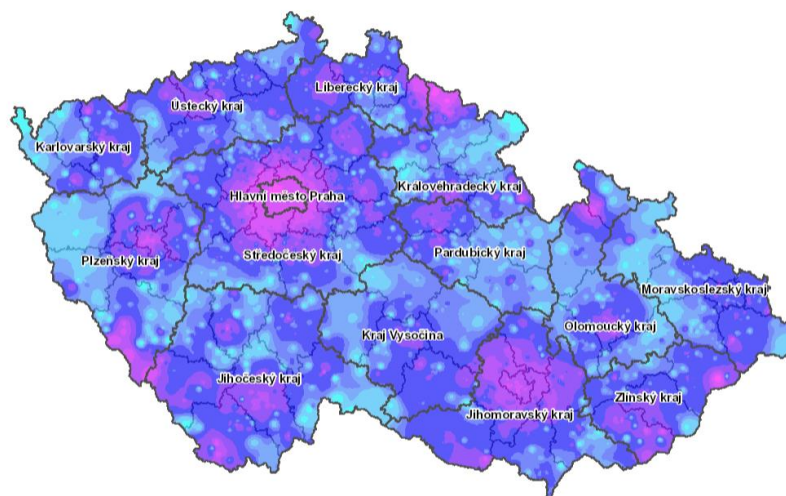 Liberecký kraj
Ústecký kraj
Karlovarský kraj
Královehradecký kraj
Hlavní město Praha
Středočeský kraj
Pardubický kraj
Plzeňský kraj
Moravskoslezský kraj
Olomoucký kraj
Kraj Vysočina
Jihočeský kraj
Zlínský kraj
Jihomoravský kraj